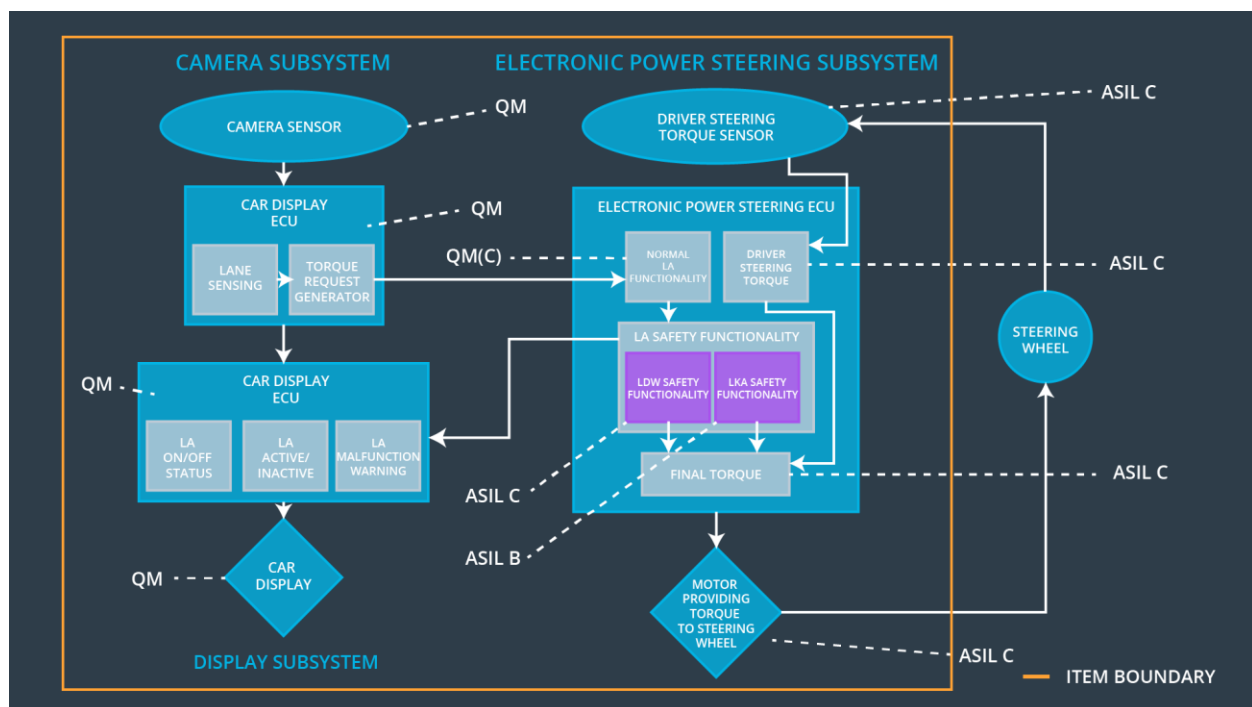 CAMERA SUBSYSTEM
ELECTRONIC POWER STEERING SUBSYSTEM
CAMERA SENSOR
QM
DRIVER STEERING
TORQUE SENSOR
ASIL C
CAR DISPLAY
ECU
QM
LANE
SENSING
TORQUE
REQUEST
GENERATOR
QM(C)
ELECTRONIC POWER STEERING ECU
NORMAL
LA
FUNCTIONALITY
DRIVER
STEERING
TORQUE
ASIL C
STEERING
WHEEL
LA SAFETY FUNCTIONALITY
LDW SAFETY
FUNCTIONALITY
LKA SAFETY
FUNCTIONALITY
FINAL TORQUE
ASIL C
QM
CAR DISPLAY
ECU
LA
ON/OFF
STATUS
LA
ACTIVE/
INACTIVE
LA
MALFUNCTION
WARNING
ASIL C
ASIL B
QM
CAR
DISPLAY
MOTOR
PROVIDING
TORQUE
TO STEERING
WHEEL
ASIL C
DISPLAY SUBSYSTEM
ITEM BOUNDARY